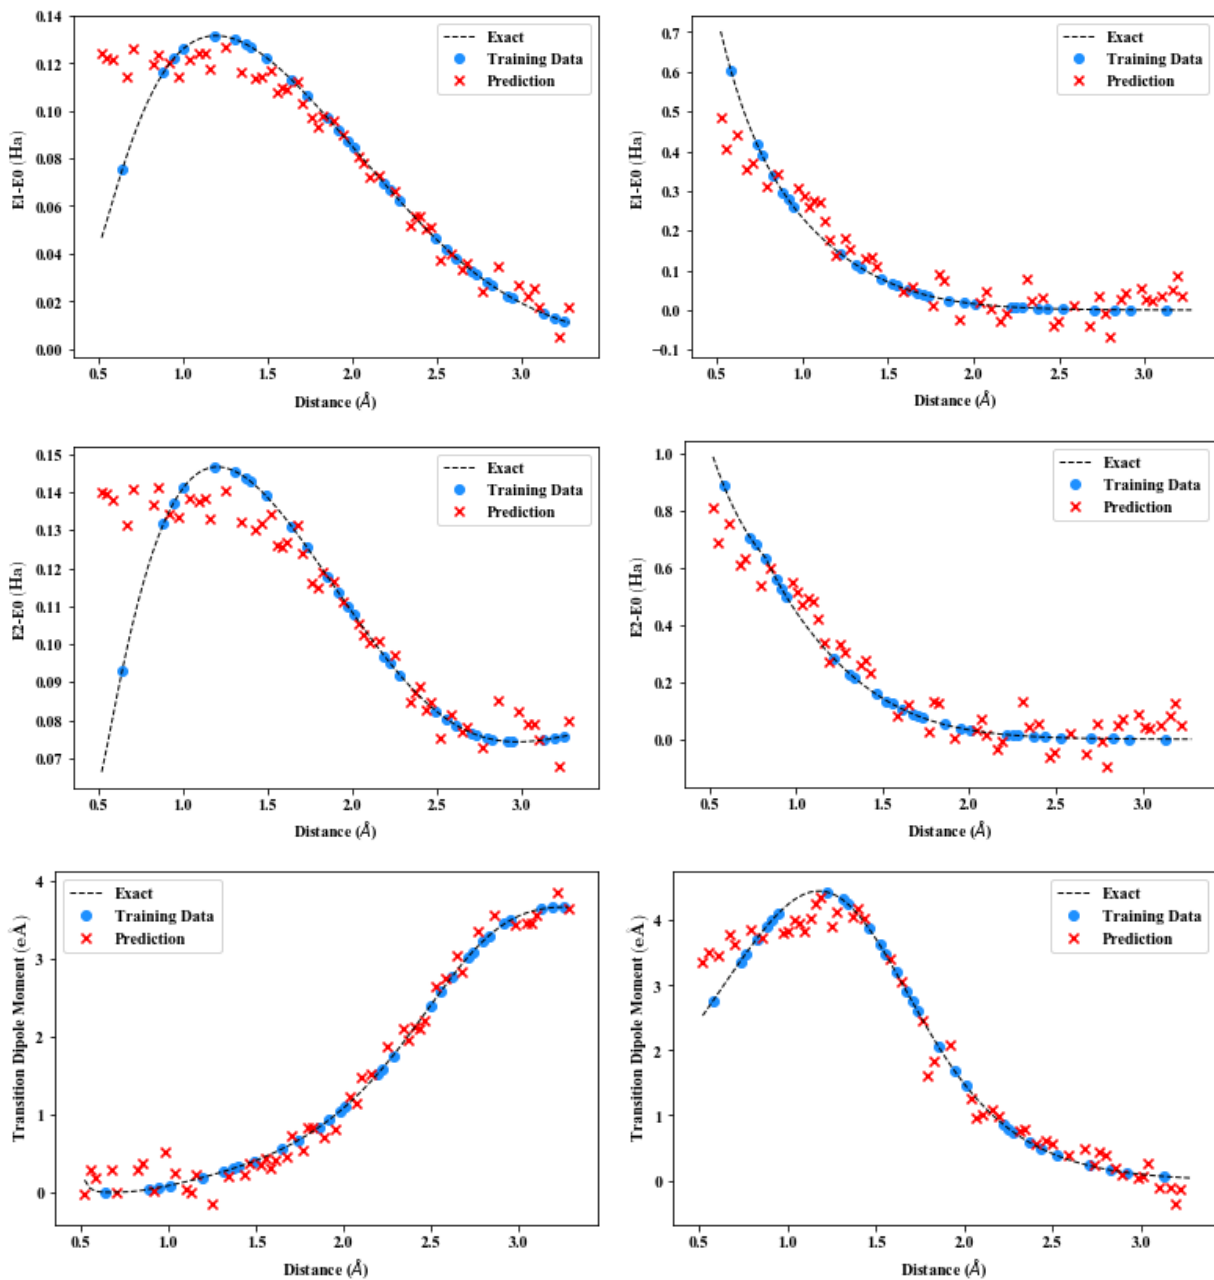 0.14
0.12
0.10
0.08
0.06
0.04
0.02
0.00
E1-E0 (Ha)
0.5 1.0 1.5 2.0 2.5 3.0
Distance (Å)
Exact
Training Data
Prediction
0.7
0.6
0.5
0.4
0.3
0.2
0.1
0.0
−0.1
E1-E0 (Ha)
0.5 1.0 1.5 2.0 2.5 3.0
Distance (Å)
Exact
Training Data
Prediction
0.15
0.14
0.13
0.12
0.11
0.10
0.09
0.08
0.07
E2-E0 (Ha)
0.5 1.0 1.5 2.0 2.5 3.0
Distance (Å)
Exact
Training Data
Prediction
1.0
0.8
0.6
0.4
0.2
0.0
E2-E0 (Ha)
0.5 1.0 1.5 2.0 2.5 3.0
Distance (Å)
Exact
Training Data
Prediction
4
3
2
1
0
Transition Dipole Moment (eÅ)
0.5 1.0 1.5 2.0 2.5 3.0
Distance (Å)
Exact
Training Data
Prediction
4
3
2
1
0
Transition Dipole Moment (eÅ)
0.5 1.0 1.5 2.0 2.5 3.0
Distance (Å)
Exact
Training Data
Prediction